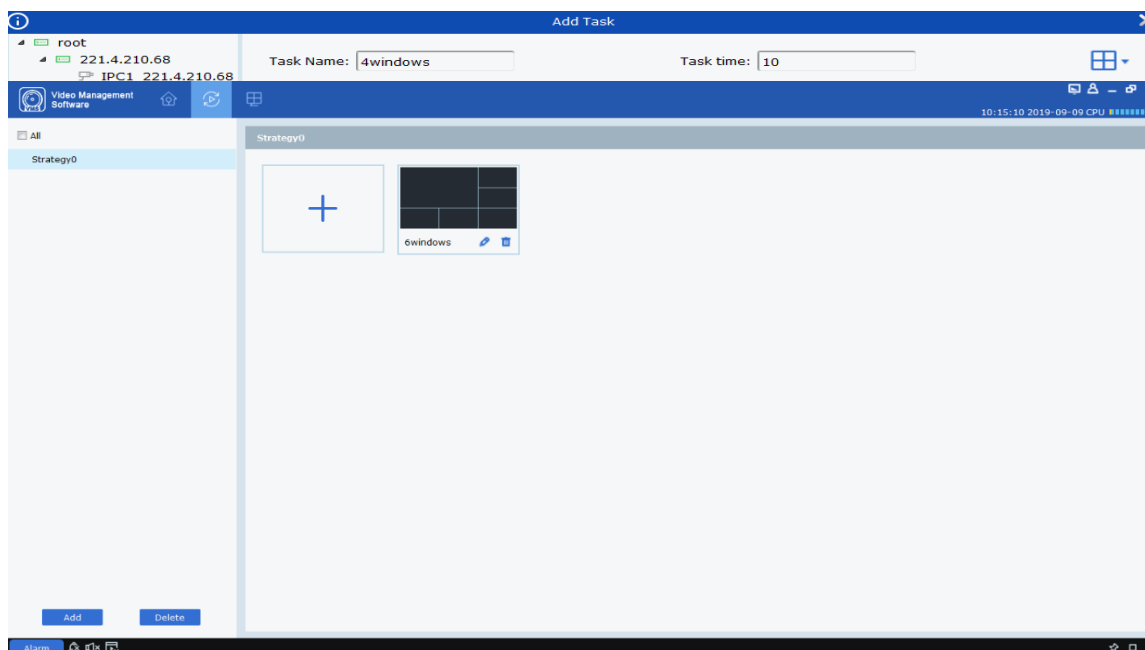 Add Task
root
221.4.210.68
IPC1 221.4.210.68
Task Name: 4windows
Task time: 10
Video Management
Software
10:15:10 2019-09-09 CPU
All
Strategy0
Strategy0
6windows
Add
Delete
Alarm